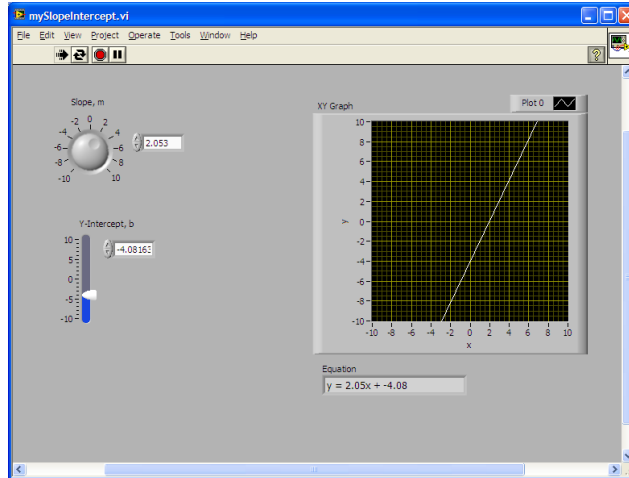 mySlopeIntercept.vi
File Edit View Project Operate Tools Window Help
?
Slope, m
-2 0 2
-4 4
-6 6
-8 8
-10 10
2.053
Y-Intercept, b
10
5
0
-5
-10
-4.08163
XY Graph
Plot 0
10
8
6
4
2
0
-2
-4
-6
-8
-10
y
-10 -8 -6 -4 -2 0 2 4 6 8 10
x
Equation
y = 2.05x + -4.08